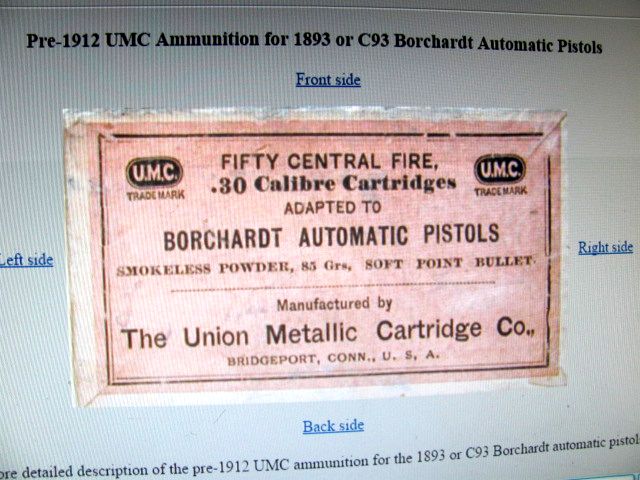 Pre-1912 UMC Ammunition for 1893 or C93 Borchardt Automatic Pistols
Front side
U.M.C.
TRADE MARK
FIFTY CENTRAL FIRE,
.30 Calibre Cartridges
ADAPTED TO
U.M.C.
TRADE MARK
BORCHARDT AUTOMATIC PISTOLS
SMOKELESS POWDER, 85 Grs, SOFT POINT BULLET.
Manufactured by
The Union Metallic Cartridge Co.,
BRIDGEPORT, CONN., U. S, A.
Left side
Right side
Back side
detailed description of the pre-1912 UMC ammunition for the 1893 or C93 Borchardt automatic